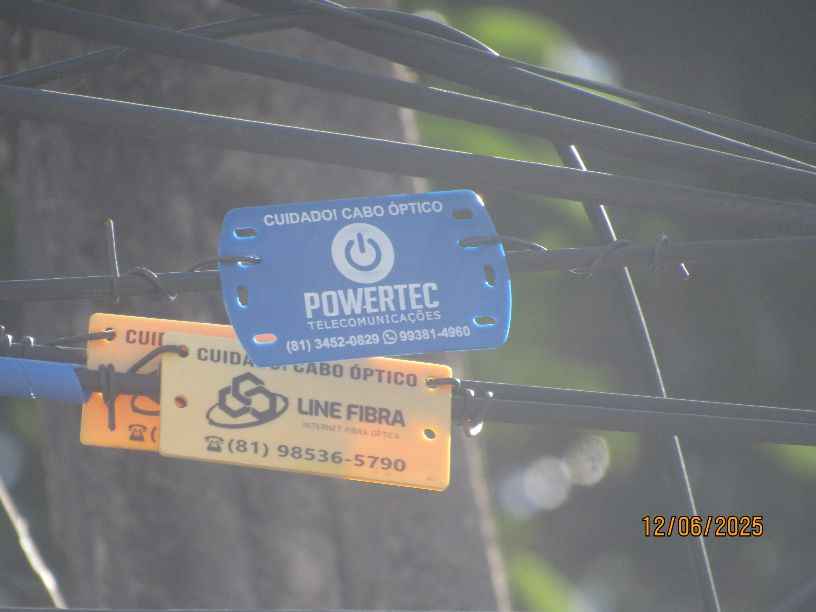 CUIDADO! CABO ÓPTICO
POWERTEC
TELECOMUNICAÇÕES
(81) 3452-0829 99381-4960
CABO ÓPTICO
LINE FIBRA
INTERNET FIBRA ÓPTICA
☎(81) 98536-5790
12/06/2025